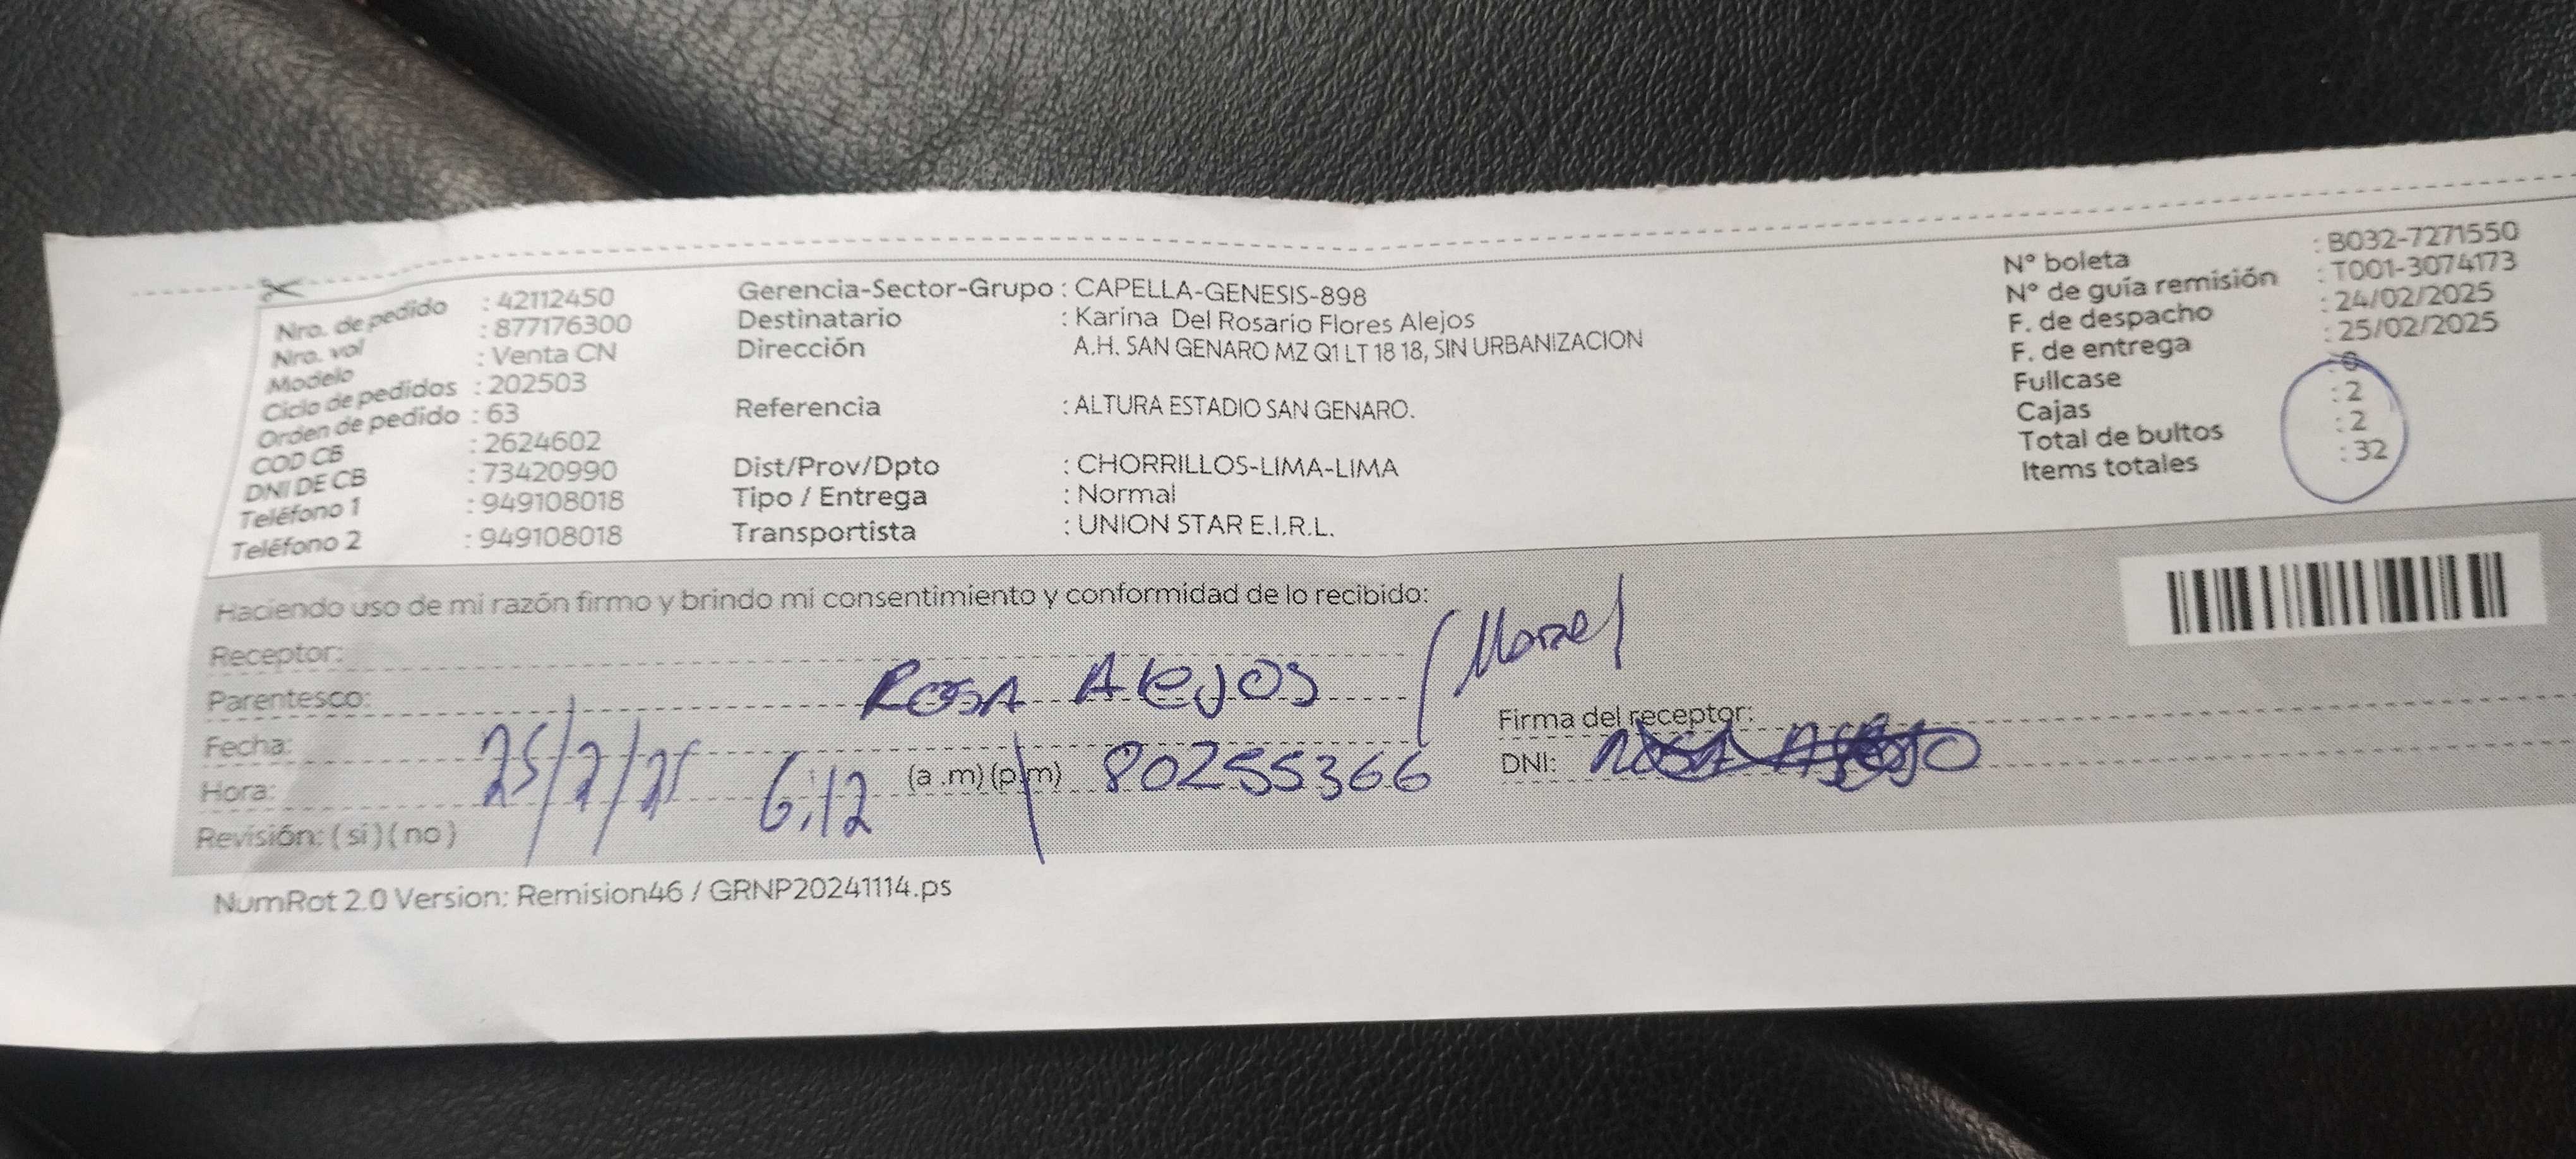 Nro. de pedido : 42112450
Nro. vol : 877176300
Modelo : Venta CN
Ciclo de pedidos : 202503
Orden de pedido : 63
COD CB : 2624602
DNI DE CB : 73420990
Teléfono 1 : 949108018
Teléfono 2 : 949108018
Gerencia-Sector-Grupo : CAPELLA-GENESIS-898
Destinatario : Karina Del Rosario Flores Alejos
Dirección A.H. SAN GENARO MZ Q1 LT 18 18, SIN URBANIZACION
Referencia : ALTURA ESTADIO SAN GENARO.
Dist/Prov/Dpto : CHORRILLOS-LIMA-LIMA
Tipo / Entrega : Normal
Transportista : UNION STAR E.I.R.L.
N° boleta : B032-7271550
N° de guía remisión : T001-3074173
F. de despacho : 24/02/2025
F. de entrega : 25/02/2025
Fullcase : 0
Cajas : 2
Total de bultos : 2
Items totales : 32
Haciendo uso de mi razón firmo y brindo mi consentimiento y conformidad de lo recibido:
Receptor:
Parentesco: ROSA Alejos
Fecha: 25/2/25
Hora: 6:12 (a .m) (p.m) 80255366
Firma del receptor:
DNI:
Revisión: ( si ) ( no )
NumRot 2.0 Version: Remision46 / GRNP20241114.ps